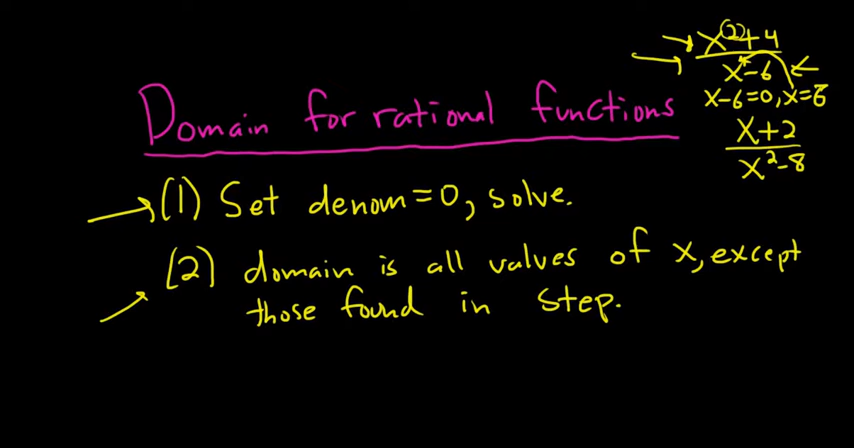 x⁽²⁾+4
x-6
x-6=0, x=6
x+2
x²-8
Domain for rational functions
(1) Set denom=0, solve.
(2) domain is all values of x, except
those found in step.